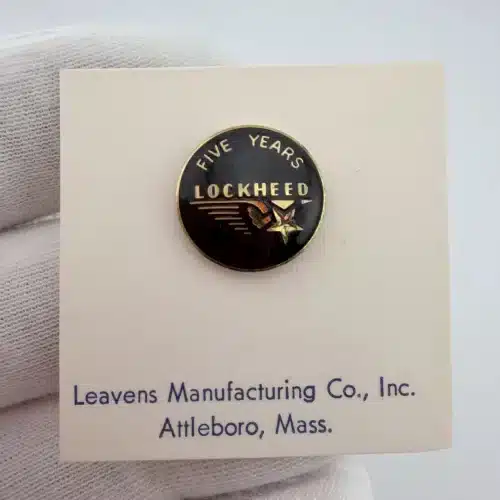 FIVE YEARS
LOCKHEED
Leavens Manufacturing Co., Inc.
Attleboro, Mass.